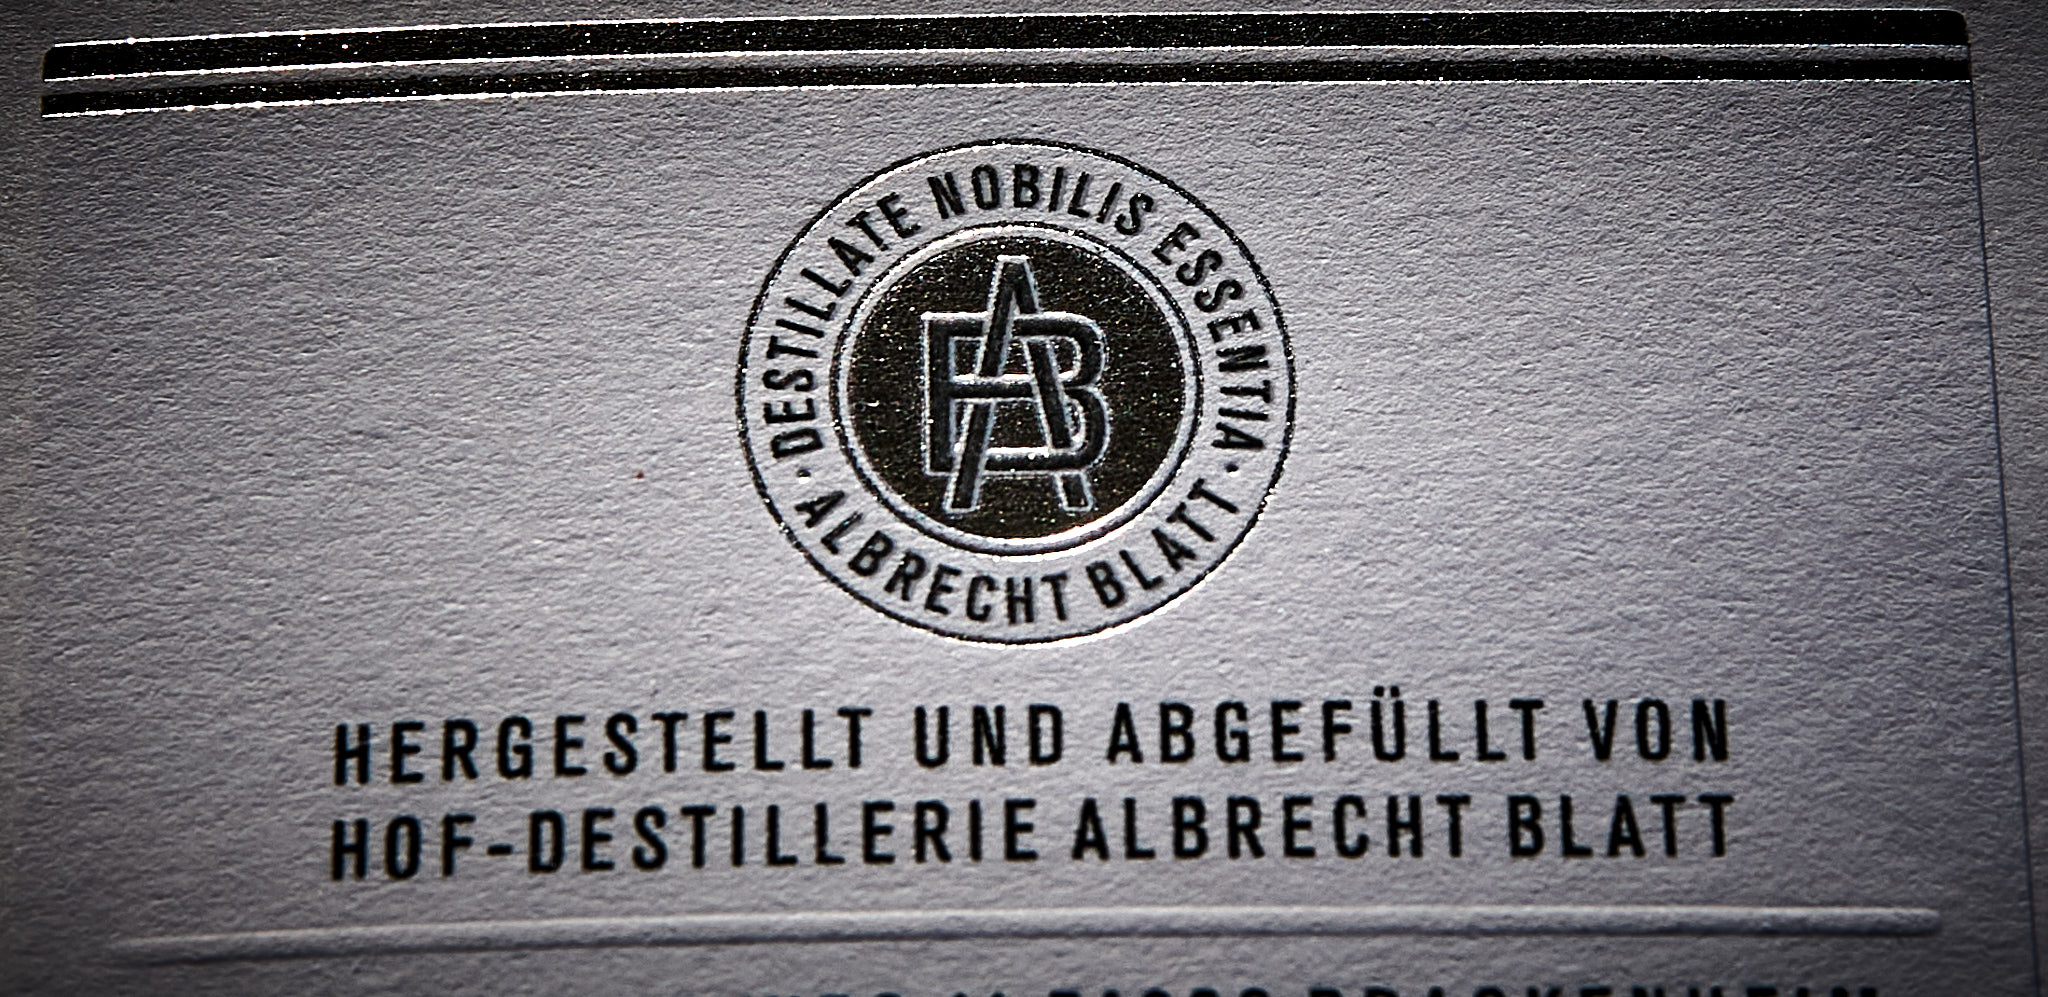 DESTILLATE NOBILIS ESSENTIA
· ALBRECHT BLATT ·
AB
HERGESTELLT UND ABGEFÜLLT VON
HOF-DESTILLERIE ALBRECHT BLATT